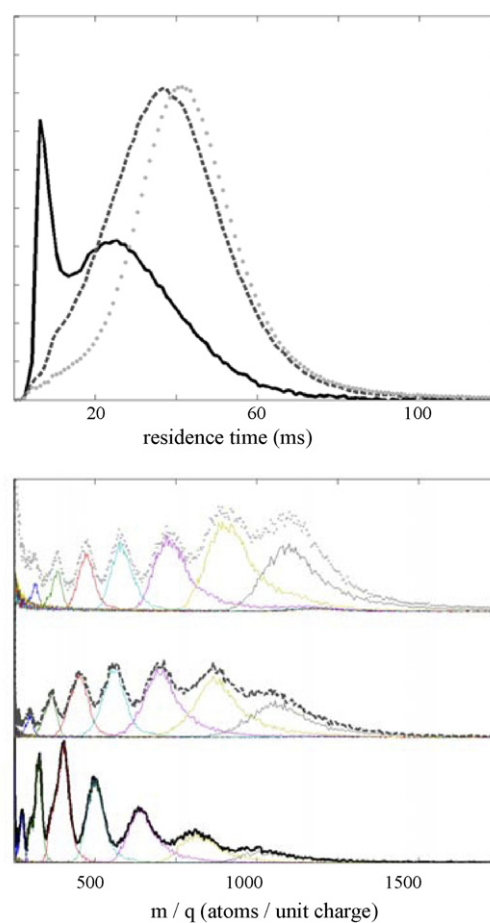 20 60 100
residence time (ms)
500 1000 1500
m / q (atoms / unit charge)